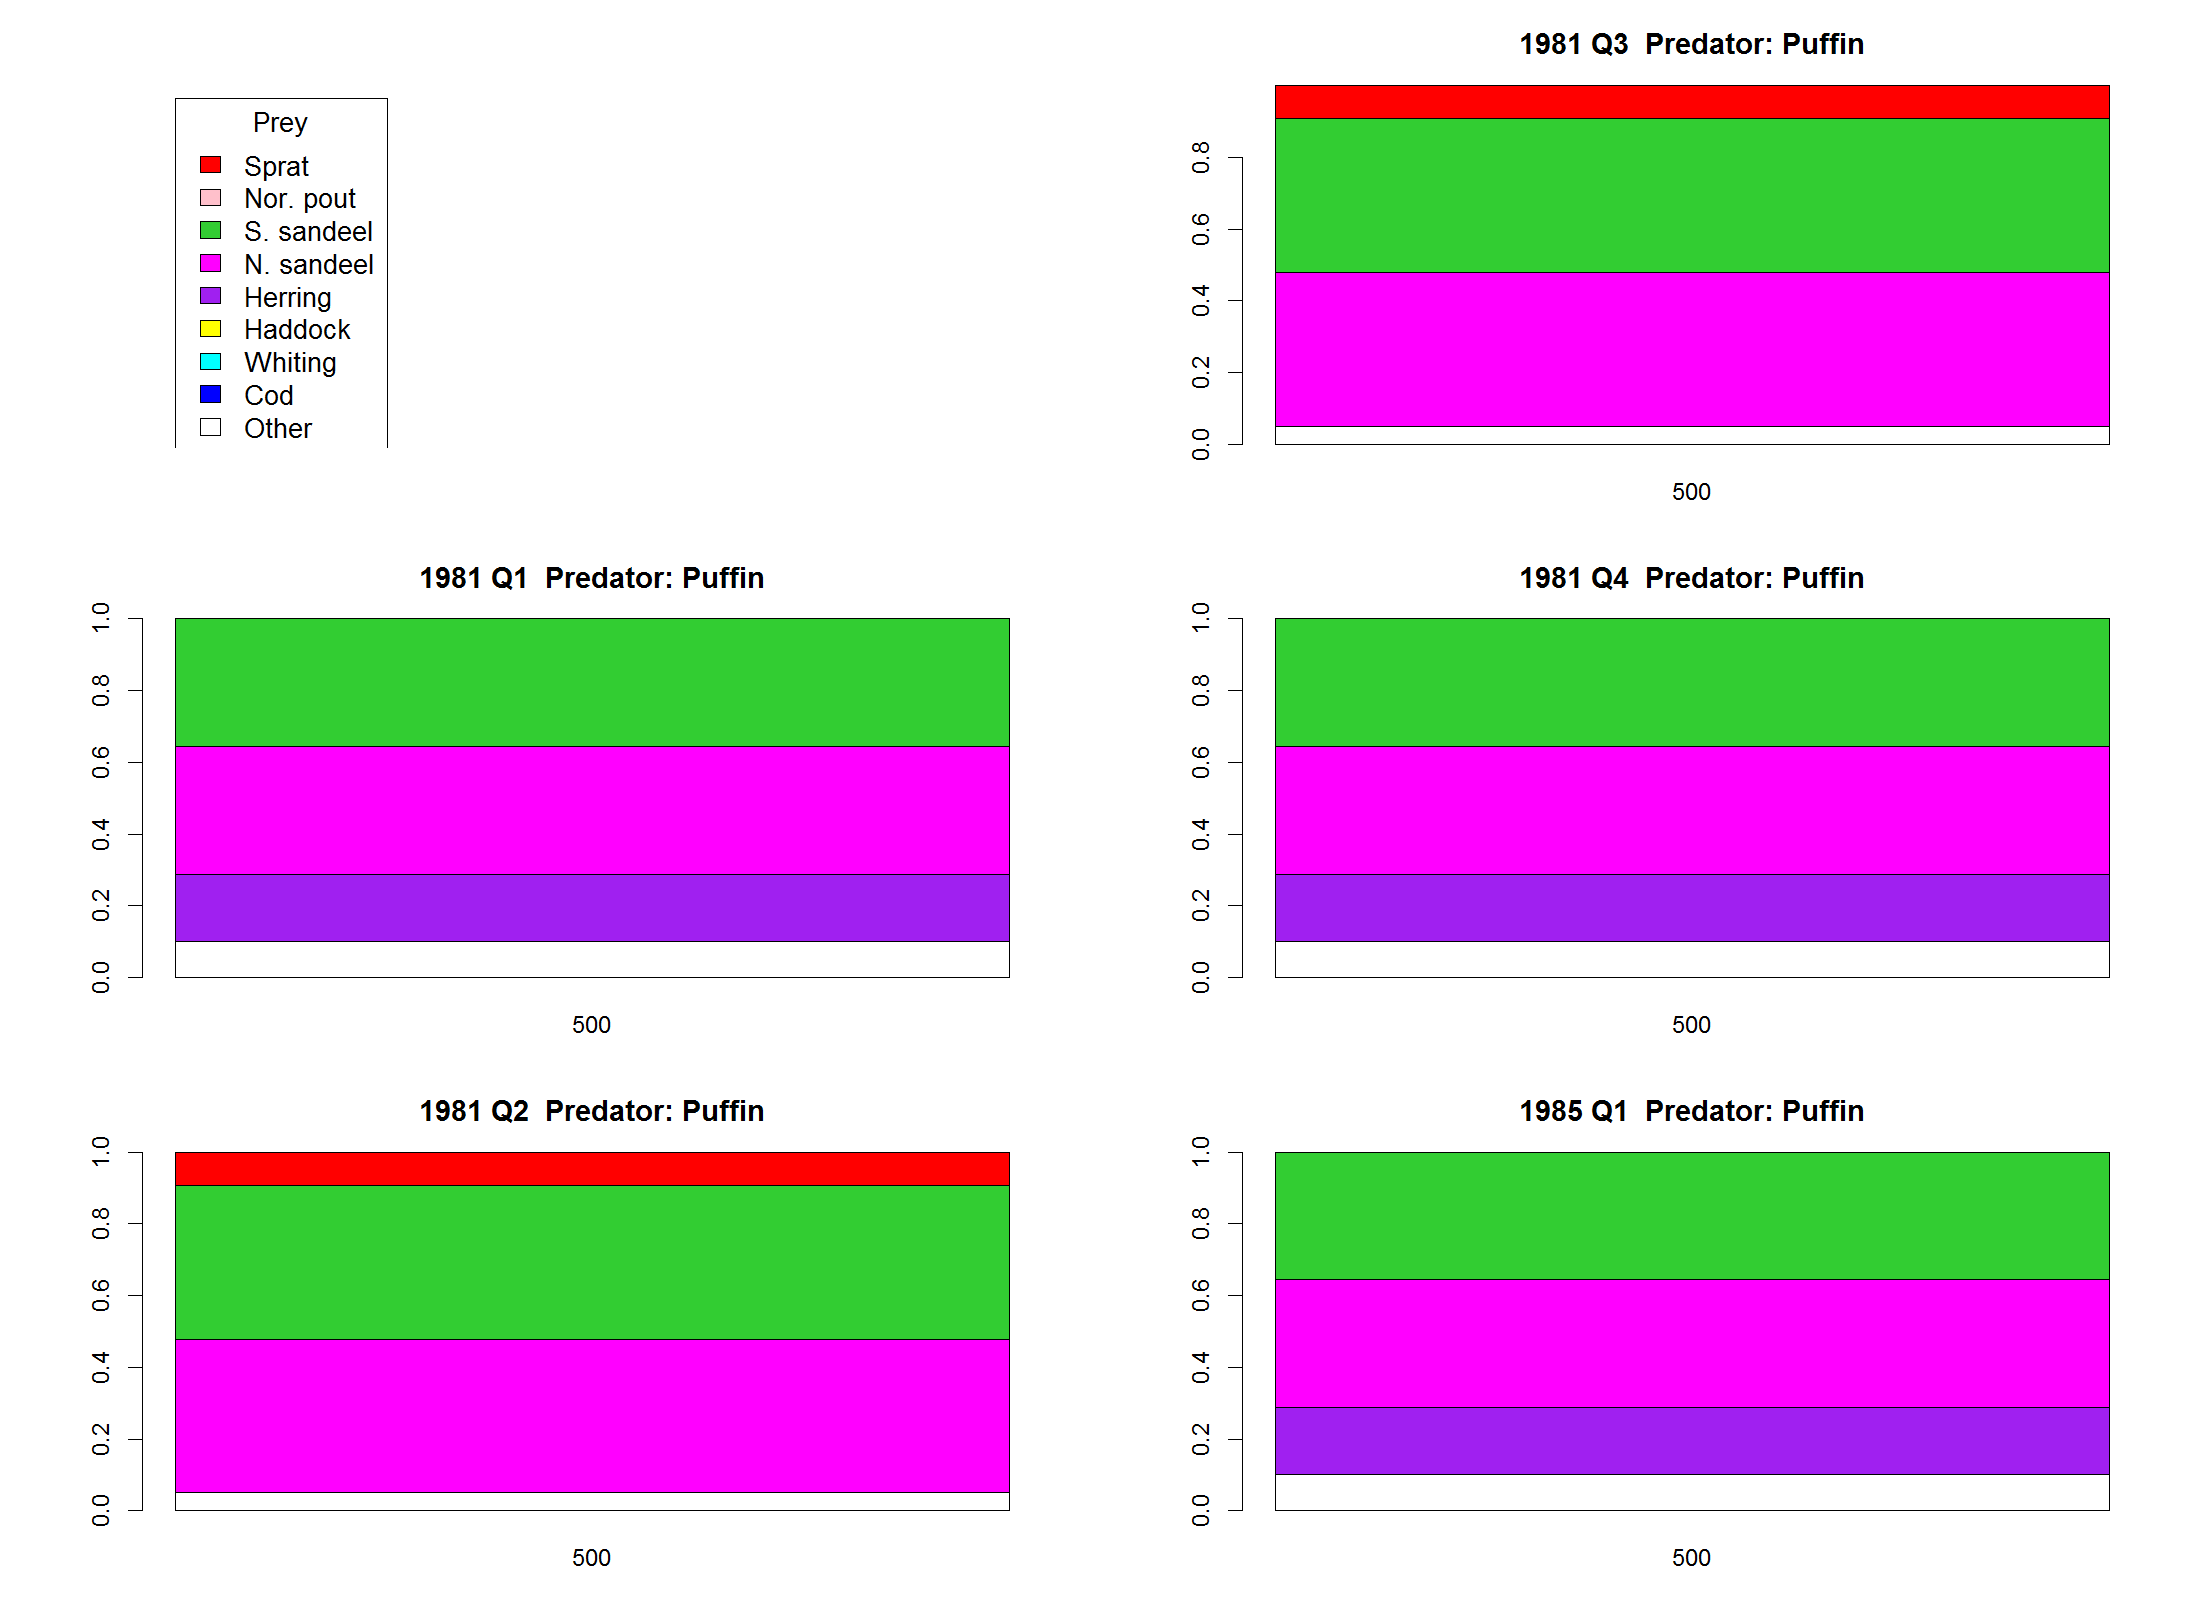 Prey
Sprat
Nor. pout
S. sandeel
N. sandeel
Herring
Haddock
Whiting
Cod
Other
1981 Q1  Predator: Puffin
1.0
0.8
0.6
0.4
0.2
0.0
500
1981 Q2  Predator: Puffin
1.0
0.8
0.6
0.4
0.2
0.0
500
1981 Q3  Predator: Puffin
0.8
0.6
0.4
0.2
0.0
500
1981 Q4  Predator: Puffin
1.0
0.8
0.6
0.4
0.2
0.0
500
1985 Q1  Predator: Puffin
1.0
0.8
0.6
0.4
0.2
0.0
500